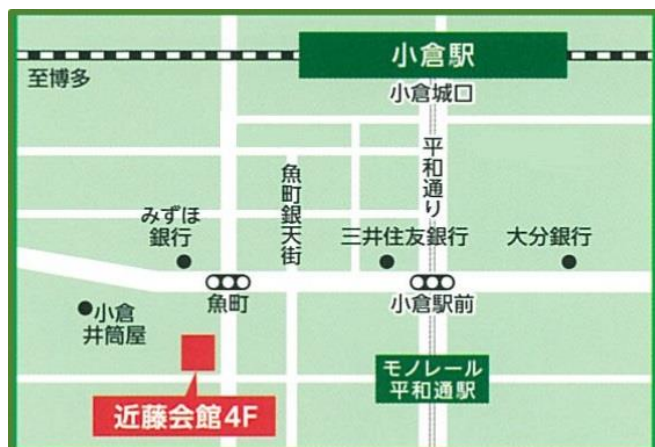 小倉駅
至博多
小倉城口
平和通り
魚町銀天街
みずほ
銀行
三井住友銀行
大分銀行
魚町
小倉駅前
小倉
井筒屋
モノレール
平和通駅
近藤会館4F